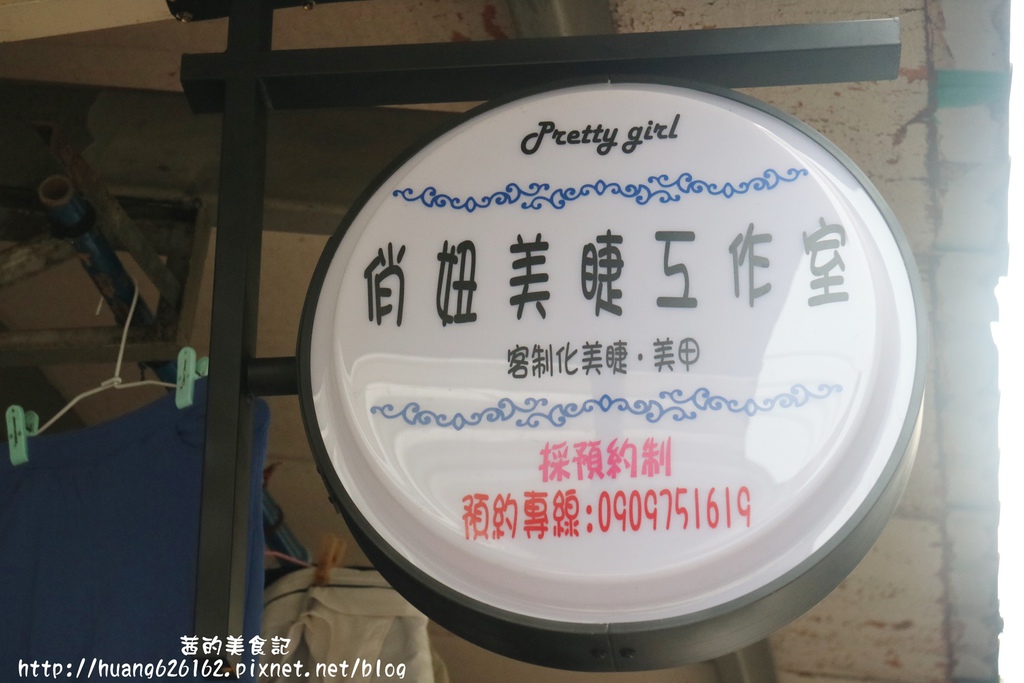 Pretty girl
俏妞美睫工作室
客制化美睫·美甲
採預約制
預約專線:0909751619
茜的美食記
http://huang626162.pixnet.net/blog